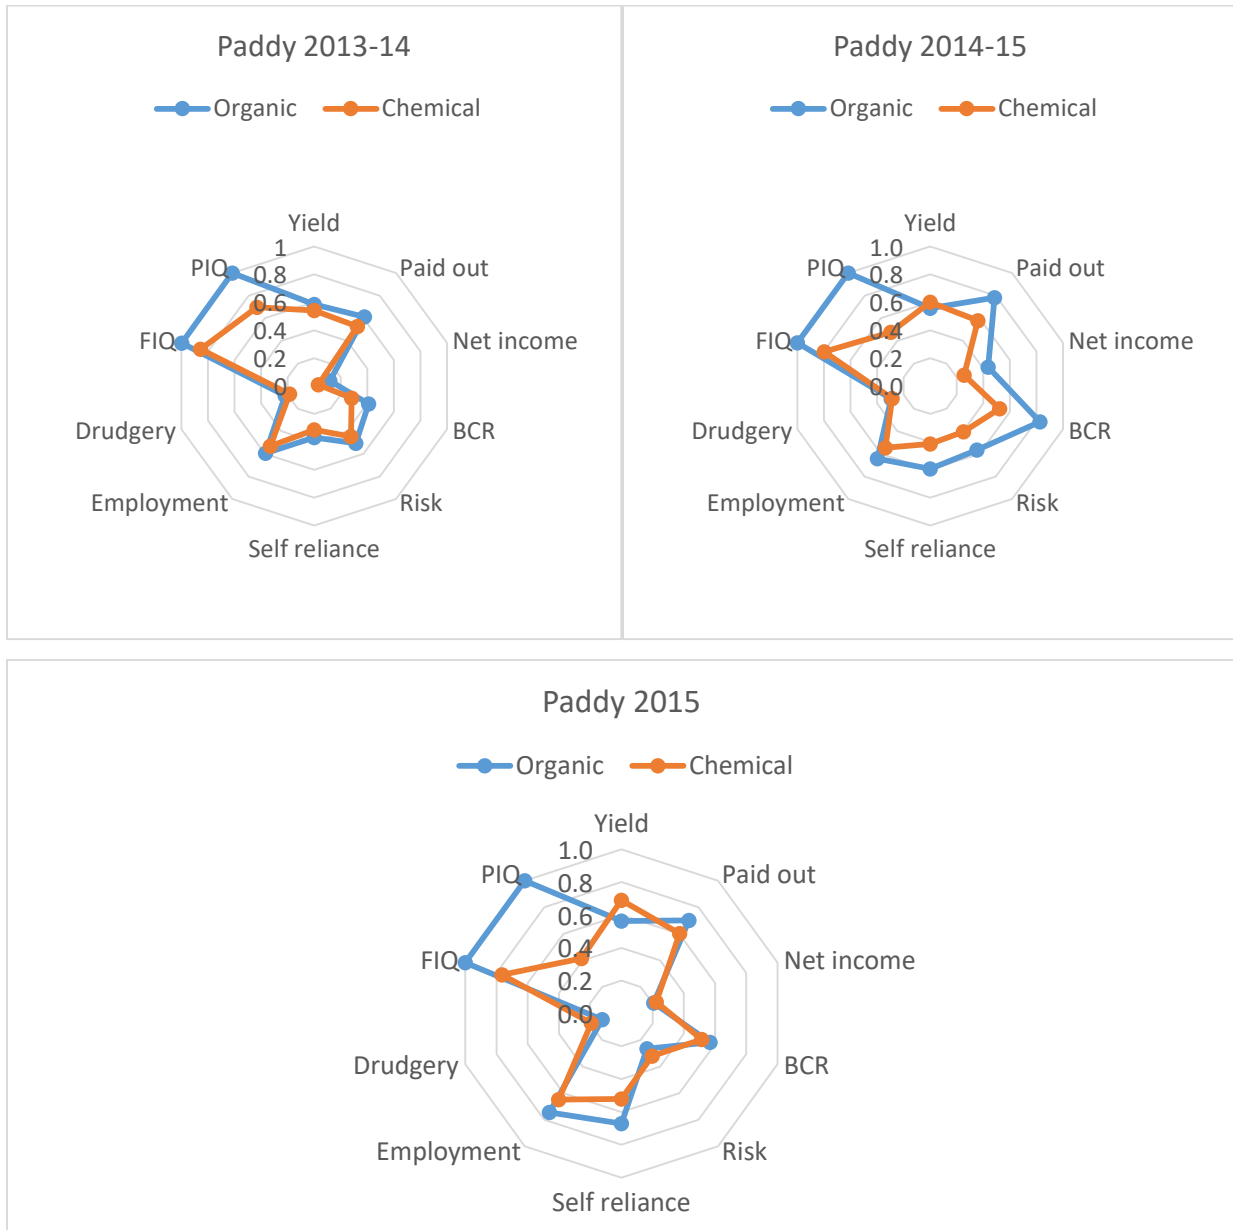 Paddy 2013-14
Organic Chemical
Yield
Paid out
Net income
BCR
Risk
Self reliance
Employment
Drudgery
FIQ
PIQ
1
0.8
0.6
0.4
0.2
0
Paddy 2014-15
Organic Chemical
Yield
Paid out
Net income
BCR
Risk
Self reliance
Employment
Drudgery
FIQ
PIQ
1.0
0.8
0.6
0.4
0.2
0.0
Paddy 2015
Organic Chemical
Yield
Paid out
Net income
BCR
Risk
Self reliance
Employment
Drudgery
FIQ
PIQ
1.0
0.8
0.6
0.4
0.2
0.0